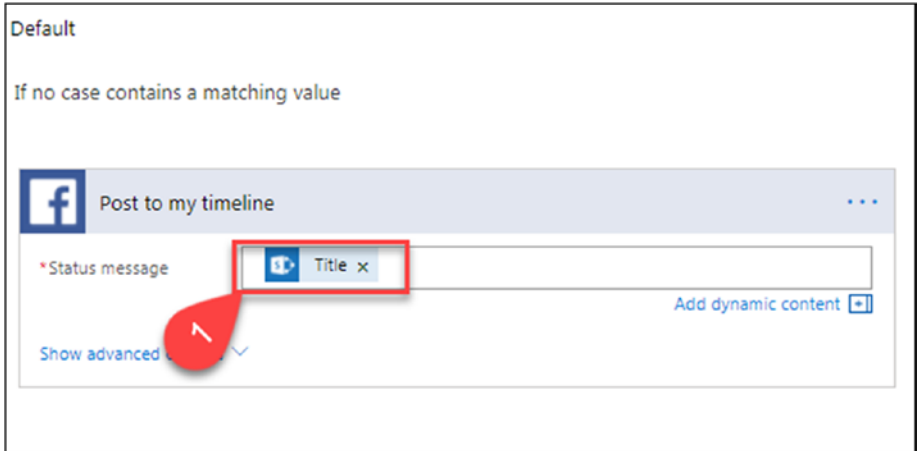 Default
If no case contains a matching value
f
Post to my timeline
...
*Status message
S
Title x
Add dynamic content
1
Show advanced